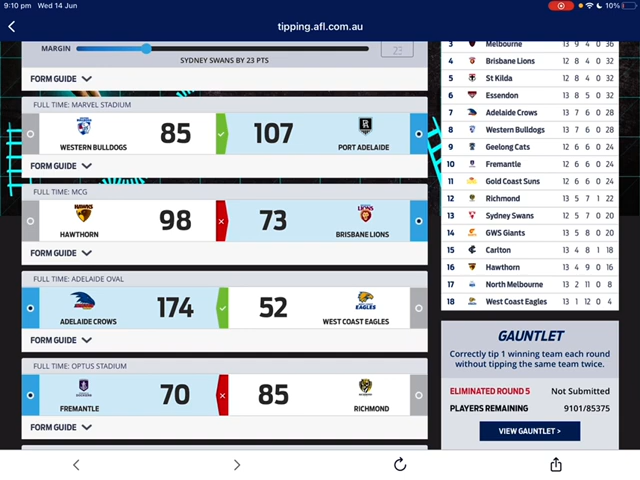 9:10 pm Wed 14 Jun
10%
tipping.afl.com.au
MARGIN
SYDNEY SWANS BY 23 PTS
FORM GUIDE
FULL TIME: MARVEL STADIUM
WESTERN BULLDOGS 85 107 PORT ADELAIDE
FORM GUIDE
FULL TIME: MCG
HAWTHORN 98 73 BRISBANE LIONS
FORM GUIDE
FULL TIME: ADELAIDE OVAL
ADELAIDE CROWS 174 52 WEST COAST EAGLES
FORM GUIDE
FULL TIME: OPTUS STADIUM
FREMANTLE 70 85 RICHMOND
FORM GUIDE
3 Melbourne 13 9 4 0 36
4 Brisbane Lions 12 8 4 0 32
5 St Kilda 12 8 4 0 32
6 Essendon 13 8 5 0 32
7 Adelaide Crows 13 7 6 0 28
8 Western Bulldogs 13 7 6 0 28
9 Geelong Cats 12 6 6 0 24
10 Fremantle 12 6 6 0 24
11 Gold Coast Suns 12 6 6 0 24
12 Richmond 13 5 7 1 22
13 Sydney Swans 12 5 7 0 20
14 GWS Giants 13 5 8 0 20
15 Carlton 13 4 8 1 18
16 Hawthorn 13 4 9 0 16
17 North Melbourne 13 2 11 0 8
18 West Coast Eagles 13 1 12 0 4
GAUNTLET
Correctly tip 1 winning team each round
without tipping the same team twice.
ELIMINATED ROUND 5 Not Submitted
PLAYERS REMAINING 9101/85375
VIEW GAUNTLET >